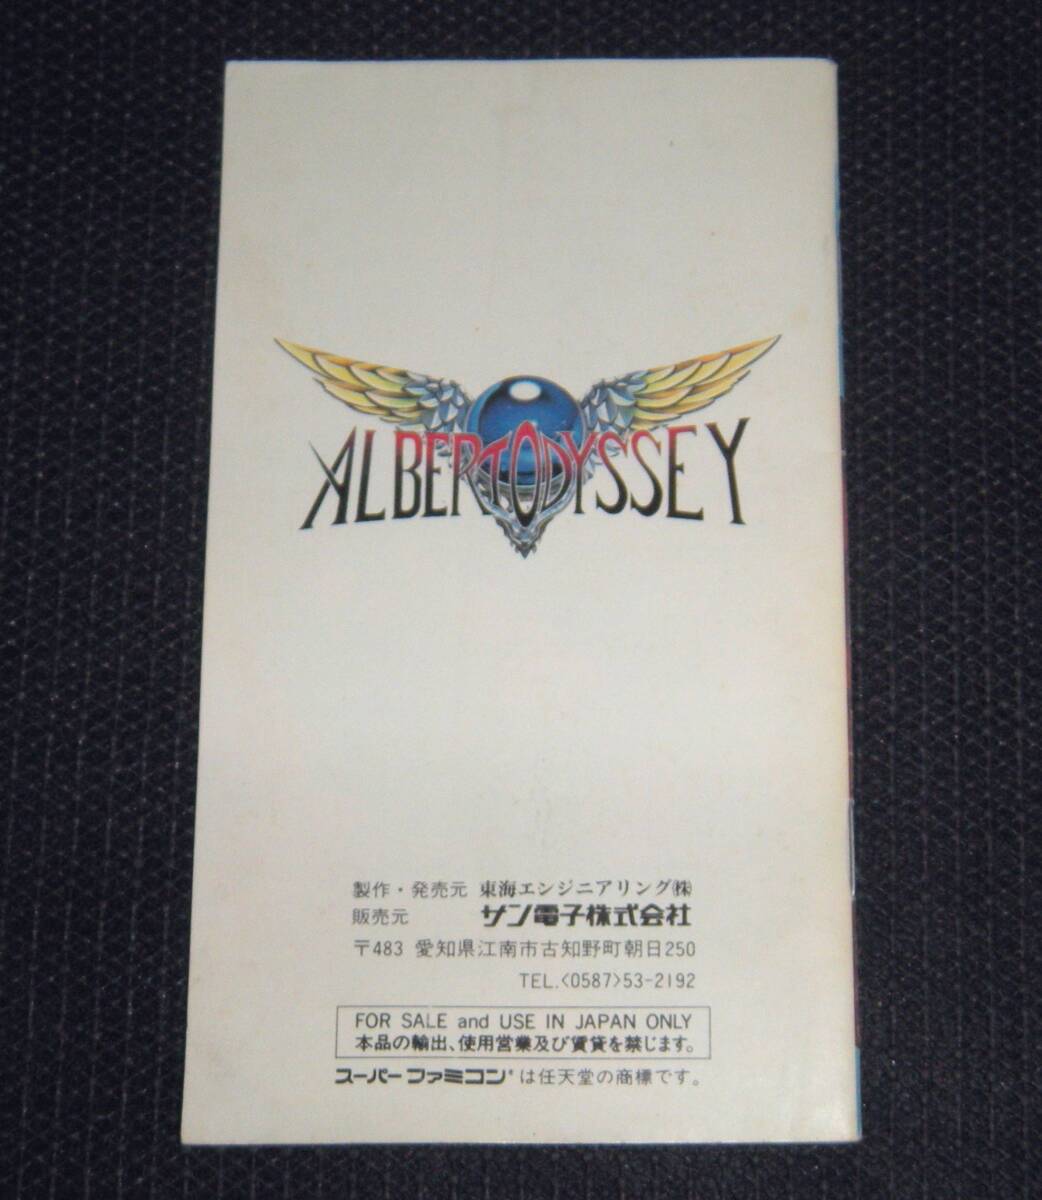 ALBERT ODYSSEY
製作・発売元 東海エンジニアリング㈱
販売元 サン電子株式会社
〒483 愛知県江南市古知野町朝日250
TEL.〈0587〉53-2192
FOR SALE and USE IN JAPAN ONLY
本品の輸出、使用営業及び賃貸を禁じます。
スーパーファミコン®は任天堂の商標です。